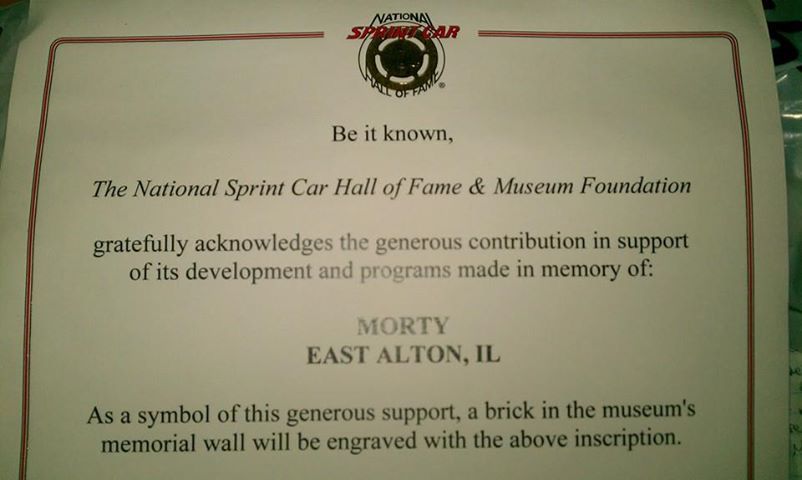 NATIONAL
SPRINT CAR
HALL OF FAME®
Be it known,
The National Sprint Car Hall of Fame & Museum Foundation
gratefully acknowledges the generous contribution in support
of its development and programs made in memory of:
MORTY
EAST ALTON, IL
As a symbol of this generous support, a brick in the museum's
memorial wall will be engraved with the above inscription.